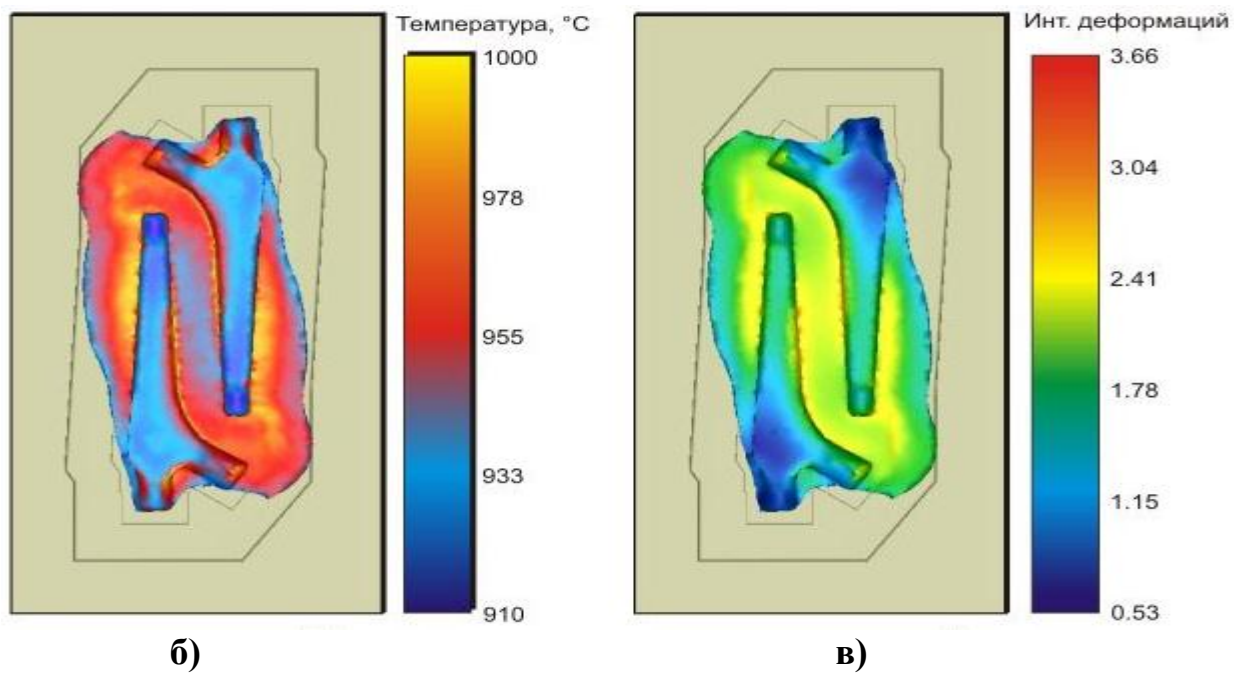 Температура, °C
1000
978
955
933
910
Инт. деформаций
3.66
3.04
2.41
1.78
1.15
0.53
б)
в)